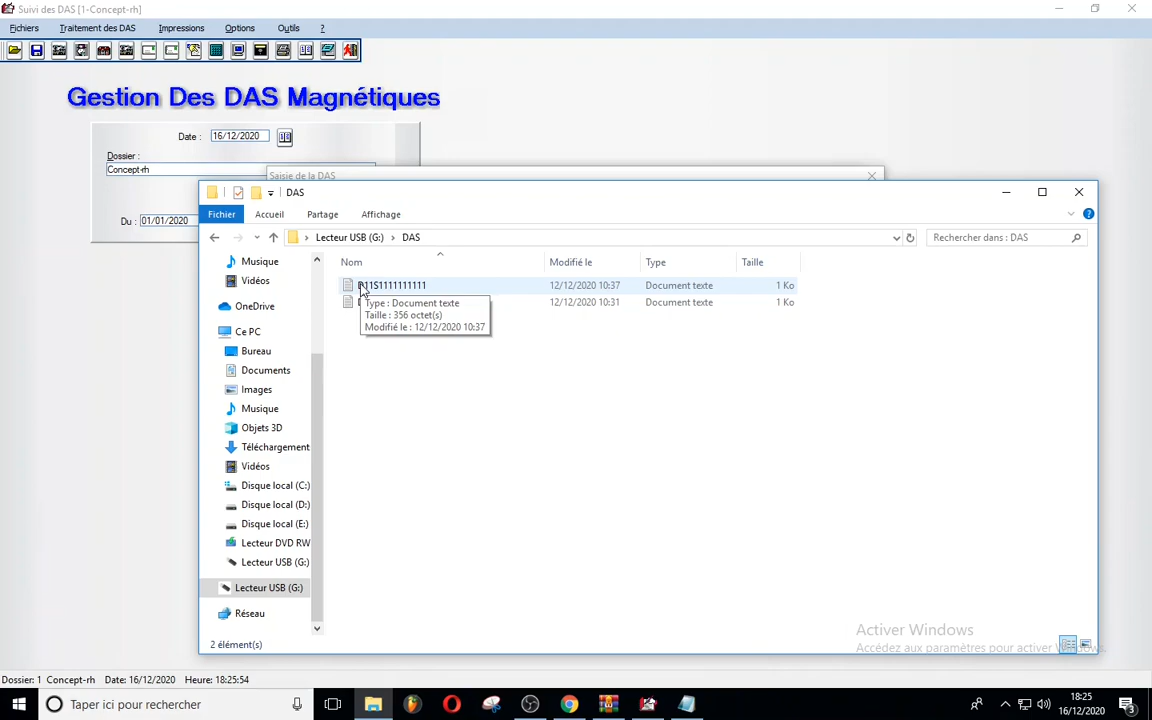 Suivi des DAS [1-Concept-rh]
Fichiers Traitement des DAS Impressions Options Outils ?
Gestion Des DAS Magnétiques
Date : 16/12/2020
Dossier :
Concept-rh
Du : 01/01/2020
Saisie de la DAS
DAS
Fichier Accueil Partage Affichage
Lecteur USB (G:) > DAS
Rechercher dans : DAS
Nom Modifié le Type Taille
D11S1111111111 12/12/2020 10:37 Document texte 1 Ko
12/12/2020 10:31 Document texte 1 Ko
Type : Document texte
Taille : 356 octet(s)
Modifié le : 12/12/2020 10:37
Musique
Vidéos
OneDrive
Ce PC
Bureau
Documents
Images
Musique
Objets 3D
Téléchargement
Vidéos
Disque local (C:)
Disque local (D:)
Disque local (E:)
Lecteur DVD RW
Lecteur USB (G:)
Lecteur USB (G:)
Réseau
2 élément(s)
Activer Windows
Accédez aux paramètres pour activer Windows.
Dossier: 1 Concept-rh Date: 16/12/2020 Heure: 18:25:54
Taper ici pour rechercher
18:25
16/12/2020
3